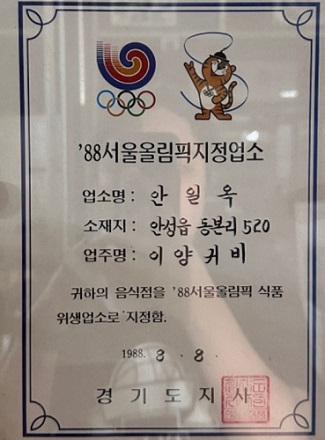 '88서울올림픽지정업소
업소명 : 안 일 옥
소재지 : 안성읍 동본리 520
업주명 : 이 양 귀 비
귀하의 음식점을 '88서울올림픽 식품
위생업소로 지정함.
1988. 8 . 8 .
경 기 도 지 사